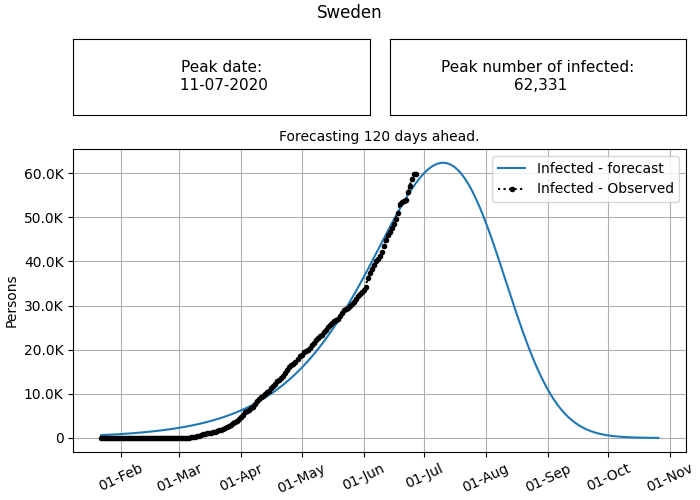 Sweden
Peak date:
11-07-2020
Peak number of infected:
62,331
Forecasting 120 days ahead.
Infected - forecast
Infected - Observed
Persons
60.0K
50.0K
40.0K
30.0K
20.0K
10.0K
0
01-Feb
01-Mar
01-Apr
01-May
01-Jun
01-Jul
01-Aug
01-Sep
01-Oct
01-Nov